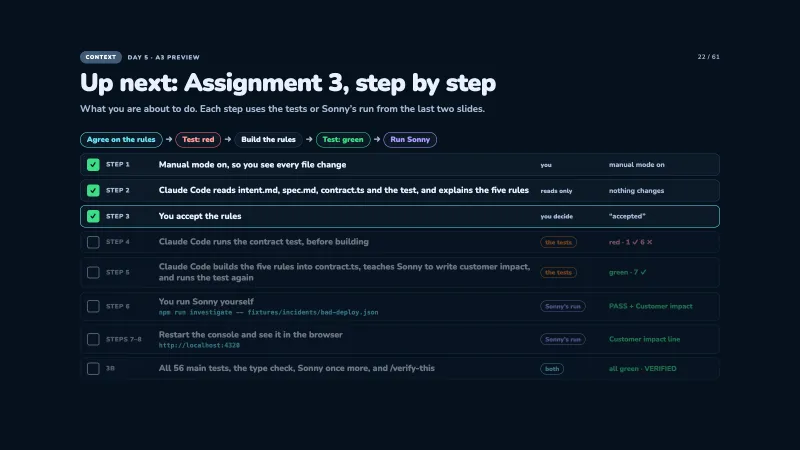 CONTEXT DAY 5 · A3 PREVIEW 22 / 61
Up next: Assignment 3, step by step
What you are about to do. Each step uses the tests or Sonny's run from the last two slides.
Agree on the rules → Test: red → Build the rules → Test: green → Run Sonny
STEP 1 Manual mode on, so you see every file change you manual mode on
STEP 2 Claude Code reads intent.md, spec.md, contract.ts and the test, and explains the five rules reads only nothing changes
STEP 3 You accept the rules you decide "accepted"
STEP 4 Claude Code runs the contract test, before building the tests red · 1 ✓ 6 ✕
STEP 5 Claude Code builds the five rules into contract.ts, teaches Sonny to write customer impact, the tests green · 7 ✓
and runs the test again
STEP 6 You run Sonny yourself Sonny's run PASS + Customer impact
npm run investigate -- fixtures/incidents/bad-deploy.json
STEPS 7–8 Restart the console and see it in the browser Sonny's run Customer impact line
http://localhost:4320
3B All 56 main tests, the type check, Sonny once more, and /verify-this both all green · VERIFIED